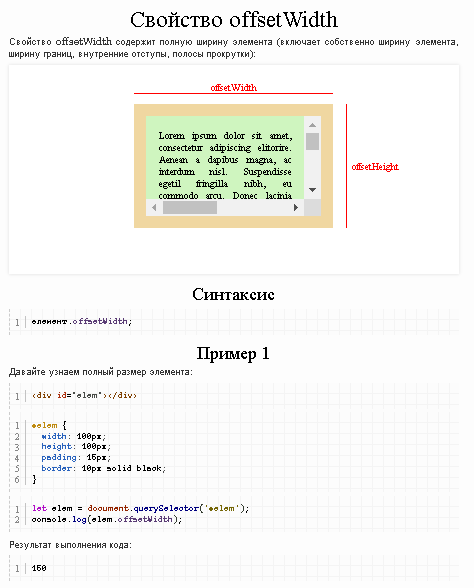 Свойство offsetWidth
Свойство offsetWidth содержит полную ширину элемента (включает собственно ширину элемента,
ширину границ, внутренние отступы, полосы прокрутки):
offsetWidth
Lorem ipsum dolor sit amet,
consectetur adipiscing elitorire.
Aenean a dapibus magna, ac
interdum nisl. Suspendisse
egetil fringilla nibh, eu
commodo arcu. Donec lacinia
offsetHeight
Синтаксис
1 элемент.offsetWidth;
Пример 1
Давайте узнаем полный размер элемента:
1 <div id="elem"></div>
1 #elem {
2 width: 100px;
3 height: 100px;
4 padding: 15px;
5 border: 10px solid black;
6 }
1 let elem = document.querySelector('#elem');
2 console.log(elem.offsetWidth);
Результат выполнения кода:
1 150